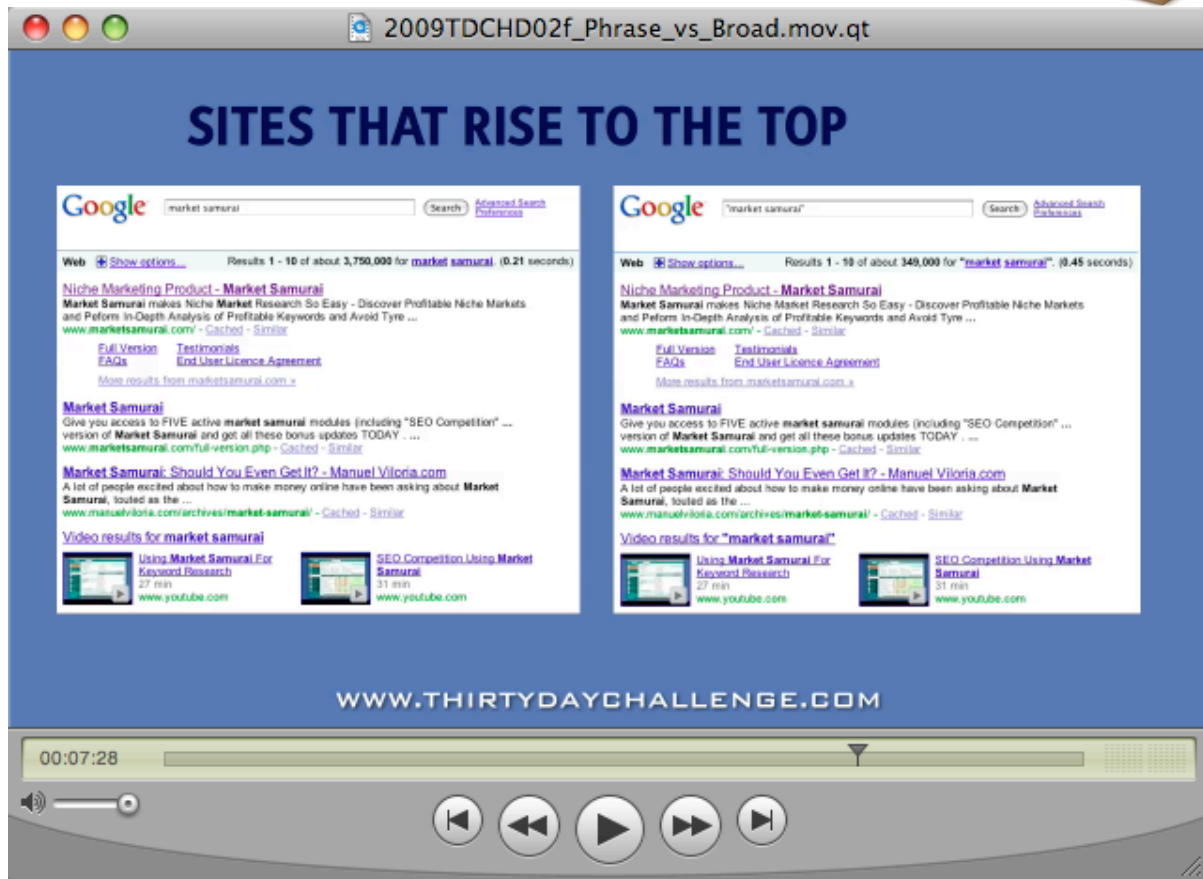 2009TDCHD02f_Phrase_vs_Broad.mov.qt
SITES THAT RISE TO THE TOP
Google market samurai Search Advanced Search
Preferences
Web Show options... Results 1 - 10 of about 3,750,000 for market samurai. (0.21 seconds)
Niche Marketing Product - Market Samurai
Market Samurai makes Niche Market Research So Easy - Discover Profitable Niche Markets
and Peform In-Depth Analysis of Profitable Keywords and Avoid Tyre ...
www.marketsamurai.com/ - Cached - Similar
Full Version Testimonials
FAQs End User Licence Agreement
More results from marketsamurai.com »
Market Samurai
Give you access to FIVE active market samurai modules (including "SEO Competition" ...
version of Market Samurai and get all these bonus updates TODAY . ...
www.marketsamurai.com/full-version.php - Cached - Similar
Market Samurai: Should You Even Get It? - Manuel Viloria.com
A lot of people excited about how to make money online have been asking about Market
Samurai, touted as the ...
www.manuelviloria.com/archives/market-samurai/ - Cached - Similar
Video results for market samurai
Using Market Samurai For
Keyword Research
27 min
www.youtube.com
SEO Competition Using Market
Samurai
31 min
www.youtube.com
Google "market samurai" Search Advanced Search
Preferences
Web Show options... Results 1 - 10 of about 349,000 for "market samurai". (0.45 seconds)
Niche Marketing Product - Market Samurai
Market Samurai makes Niche Market Research So Easy - Discover Profitable Niche Markets
and Peform In-Depth Analysis of Profitable Keywords and Avoid Tyre ...
www.marketsamurai.com/ - Cached - Similar
Full Version Testimonials
FAQs End User Licence Agreement
More results from marketsamurai.com »
Market Samurai
Give you access to FIVE active market samurai modules (including "SEO Competition" ...
version of Market Samurai and get all these bonus updates TODAY . ...
www.marketsamurai.com/full-version.php - Cached - Similar
Market Samurai: Should You Even Get It? - Manuel Viloria.com
A lot of people excited about how to make money online have been asking about Market
Samurai, touted as the ...
www.manuelviloria.com/archives/market-samurai/ - Cached - Similar
Video results for "market samurai"
Using Market Samurai For
Keyword Research
27 min
www.youtube.com
SEO Competition Using Market
Samurai
31 min
www.youtube.com
WWW.THIRTYDAYCHALLENGE.COM
00:07:28